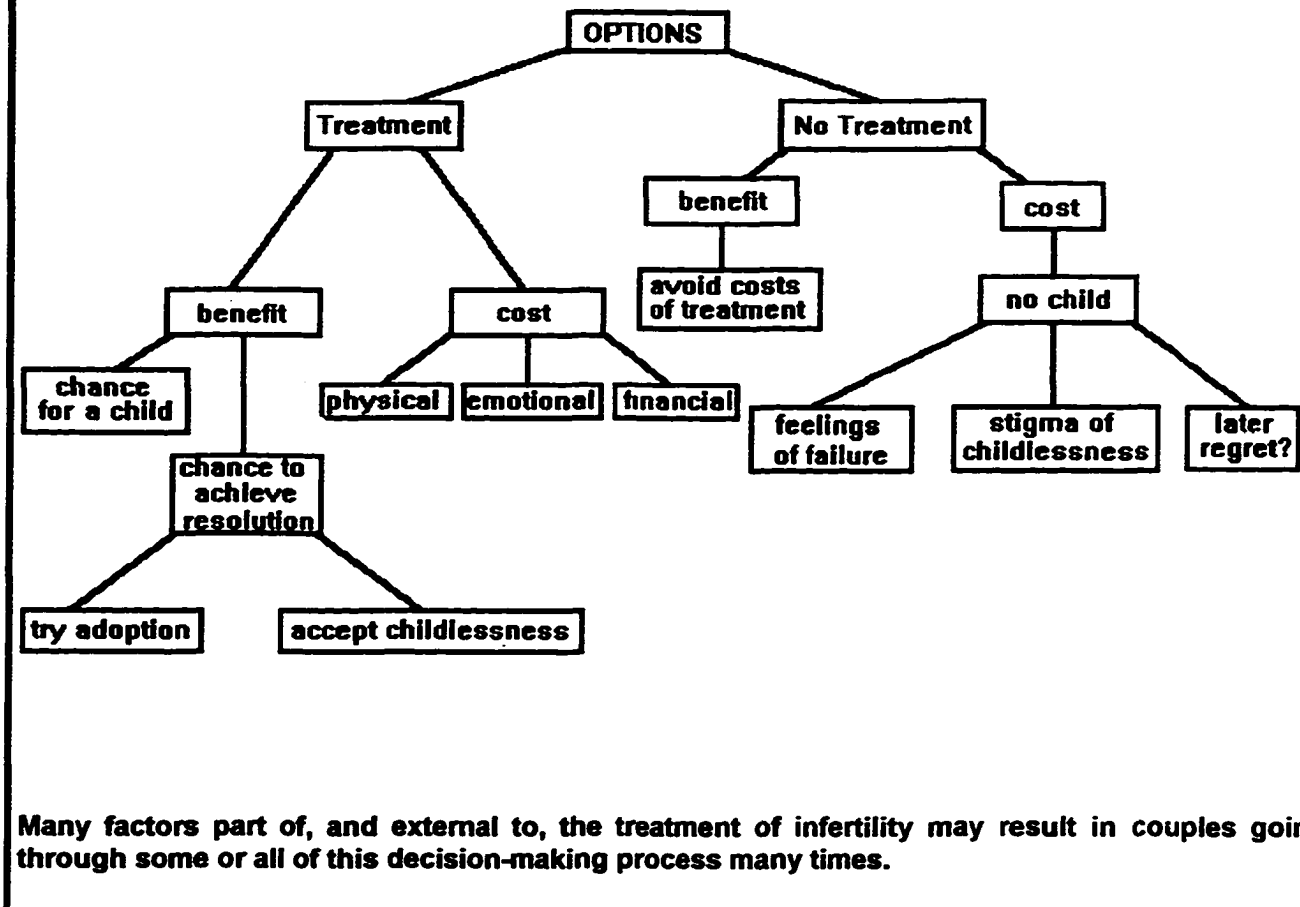 OPTIONS
Treatment
No Treatment
benefit
cost
avoid costs
of treatment
no child
benefit
cost
chance
for a child
physical
emotional
financial
feelings
of failure
stigma of
childlessness
later
regret?
chance to
achieve
resolution
try adoption
accept childlessness
Many factors part of, and external to, the treatment of infertility may result in couples goin
through some or all of this decision-making process many times.